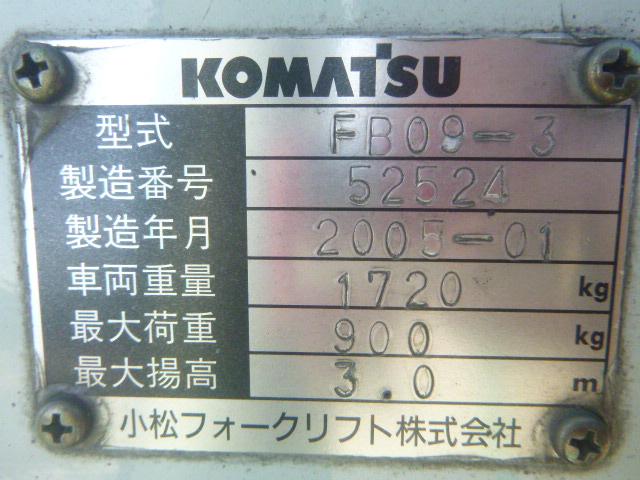 KOMATSU
型式 FB09-3
製造番号 52524
製造年月 2005-01
車両重量 1720 kg
最大荷重 900 kg
最大揚高 3.0 m
小松フォークリフト株式会社